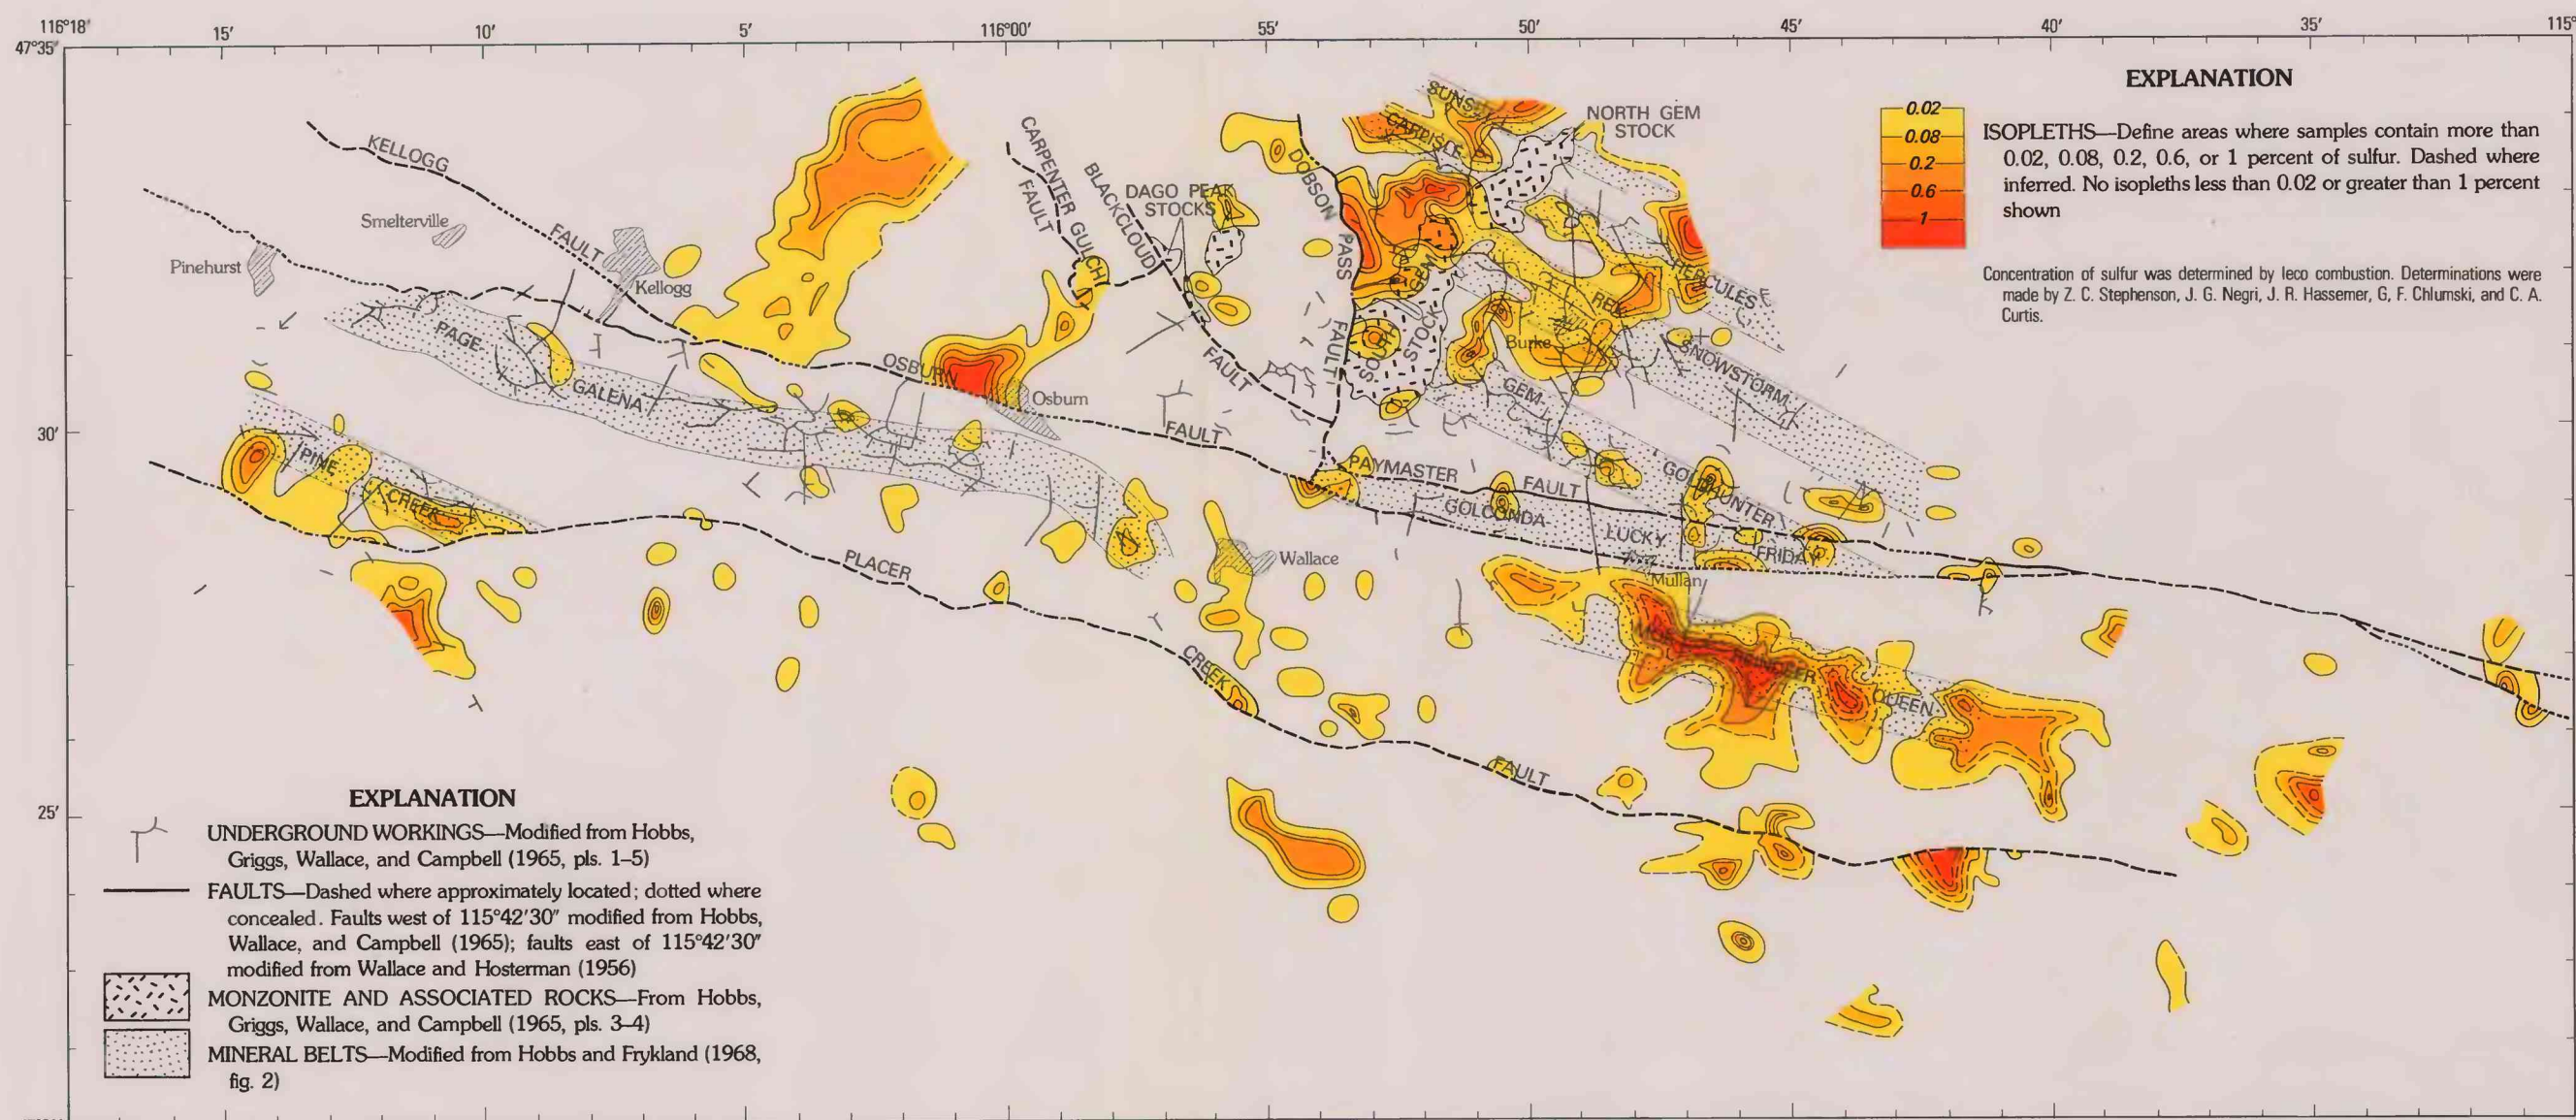 116°18′
15′
10′
5′
116°00′
55′
50′
45′
40′
35′
115°
47°35′
30′
25′
KELLOGG
FAULT
Smelterville
Pinehurst
Kellogg
CARPENTER GULCH
FAULT
BLACKCLOUD
FAULT
DAGO PEAK
STOCKS
DOBSON
PASS
FAULT
CARPISLE
NORTH GEM
STOCK
GEM
SOUTH
STOCK
HERCULES
REX
Burke
SNOWSTORM
GEM
GOLDHUNTER
PAGE-
GALENA
OSBURN
FAULT
Osburn
PINE
CREEK
PAYMASTER
FAULT
GOLCONDA
LUCKY
FRIDAY
Mullan
Wallace
PLACER
CREEK
FAULT
REINDEER
QUEEN
EXPLANATION
0.02
0.08
0.2
0.6
1
ISOPLETHS—Define areas where samples contain more than
0.02, 0.08, 0.2, 0.6, or 1 percent of sulfur. Dashed where
inferred. No isopleths less than 0.02 or greater than 1 percent
shown
Concentration of sulfur was determined by leco combustion. Determinations were
made by Z. C. Stephenson, J. G. Negri, J. R. Hassemer, G, F. Chlumski, and C. A.
Curtis.
EXPLANATION
UNDERGROUND WORKINGS—Modified from Hobbs,
Griggs, Wallace, and Campbell (1965, pls. 1–5)
FAULTS—Dashed where approximately located; dotted where
concealed. Faults west of 115°42′30″ modified from Hobbs,
Wallace, and Campbell (1965); faults east of 115°42′30″
modified from Wallace and Hosterman (1956)
MONZONITE AND ASSOCIATED ROCKS—From Hobbs,
Griggs, Wallace, and Campbell (1965, pls. 3–4)
MINERAL BELTS—Modified from Hobbs and Frykland (1968,
fig. 2)